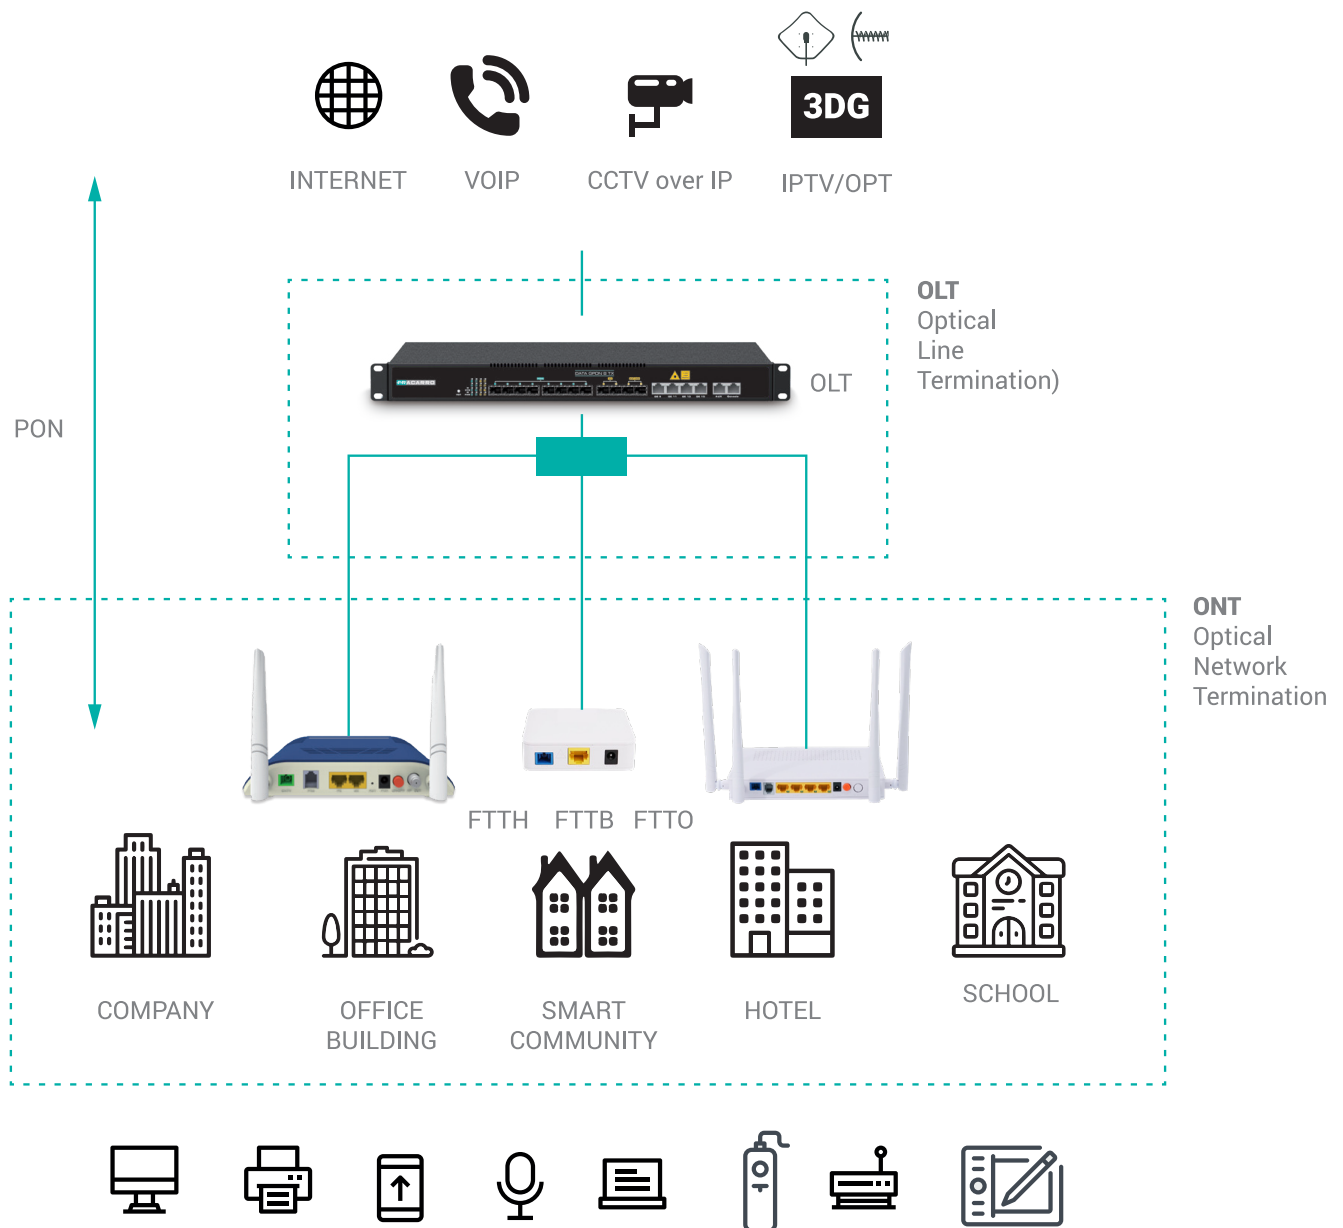 3DG
INTERNET
VOIP
CCTV over IP
IPTV/OPT
OLT
Optical
Line
Termination)
OLT
PON
ONT
Optical
Network
Termination
FTTH
FTTB
FTTO
COMPANY
OFFICE
BUILDING
SMART
COMMUNITY
HOTEL
SCHOOL